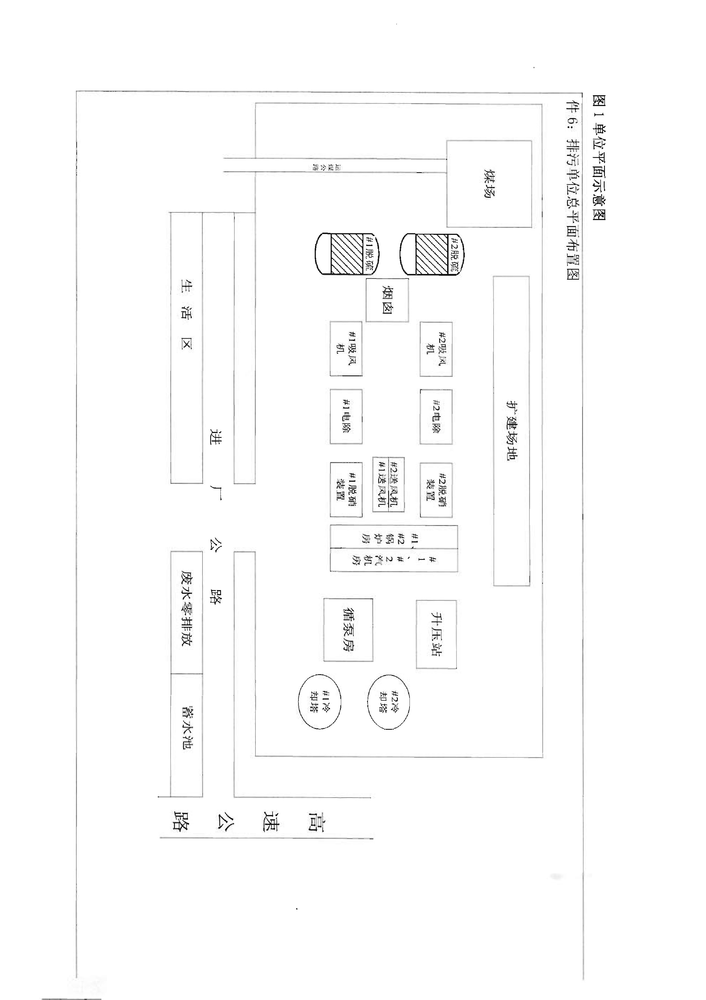 图1 单位平面示意图
件6：排污单位总平面布置图
煤场
运煤公路
扩建场地
#2脱硫
#1脱硫
烟囱
#2吸风
机
#1吸风
机
#2电除
#1电除
#2脱硝
装置
#2送风机
#1送风机
#1脱硝
装置
#1、#2锅炉房
#1、#2汽机房
升压站
循泵房
#2冷
却塔
#1冷
却塔
生活区
进厂公路
废水零排放
蓄水池
高速公路